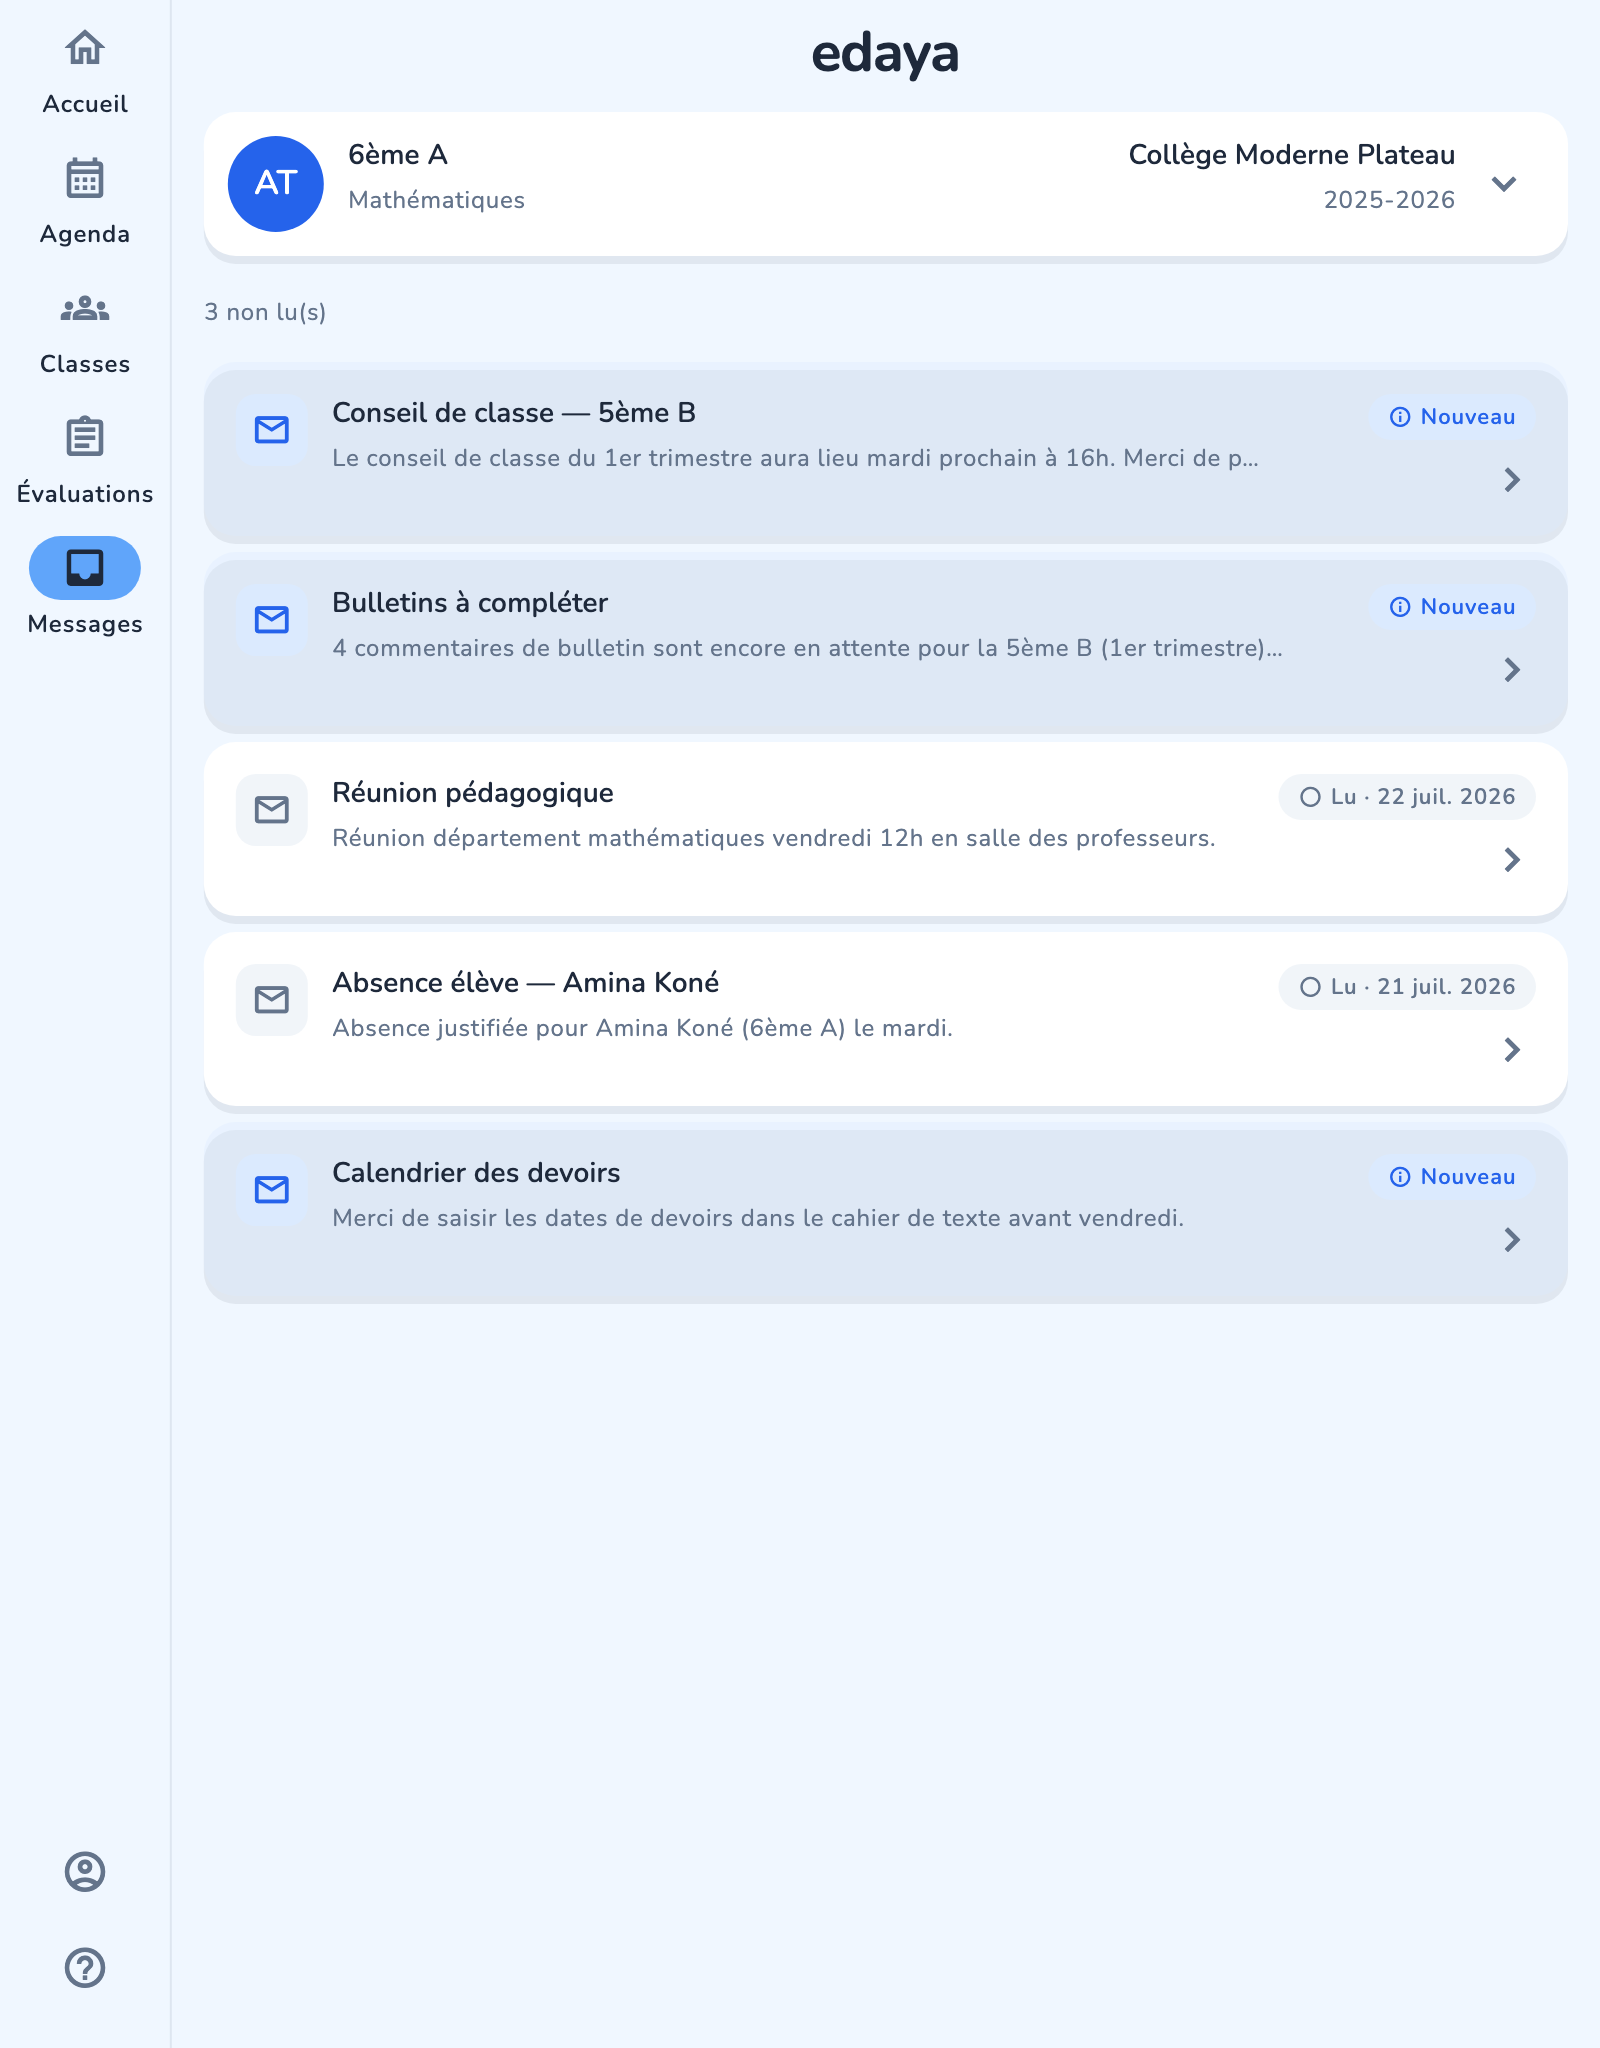 edaya
Accueil
Agenda
Classes
Évaluations
Messages
AT
6ème A
Mathématiques
Collège Moderne Plateau
2025-2026
3 non lu(s)
Conseil de classe — 5ème B
Le conseil de classe du 1er trimestre aura lieu mardi prochain à 16h. Merci de p...
Nouveau
Bulletins à compléter
4 commentaires de bulletin sont encore en attente pour la 5ème B (1er trimestre)...
Nouveau
Réunion pédagogique
Réunion département mathématiques vendredi 12h en salle des professeurs.
Lu · 22 juil. 2026
Absence élève — Amina Koné
Absence justifiée pour Amina Koné (6ème A) le mardi.
Lu · 21 juil. 2026
Calendrier des devoirs
Merci de saisir les dates de devoirs dans le cahier de texte avant vendredi.
Nouveau